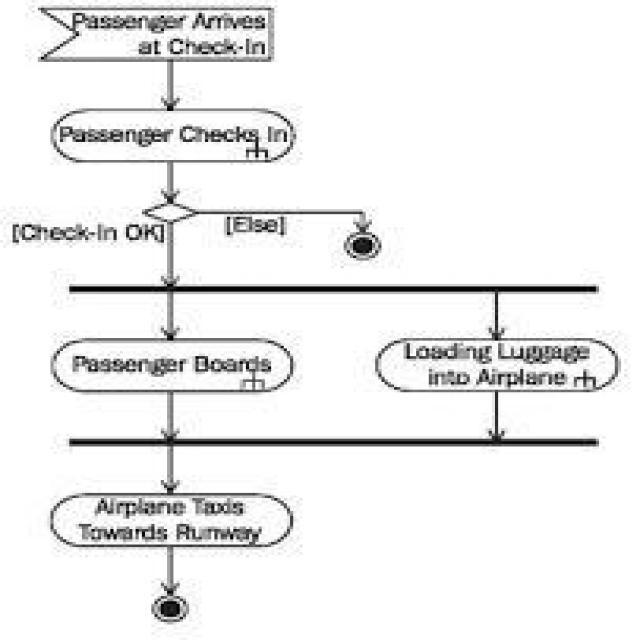 Passenger Arrives
at Check-In
Passenger Checks In
[Check-In OK]
[Else]
Passenger Boards
Loading Luggage
into Airplane
Airplane Taxis
Towards Runway